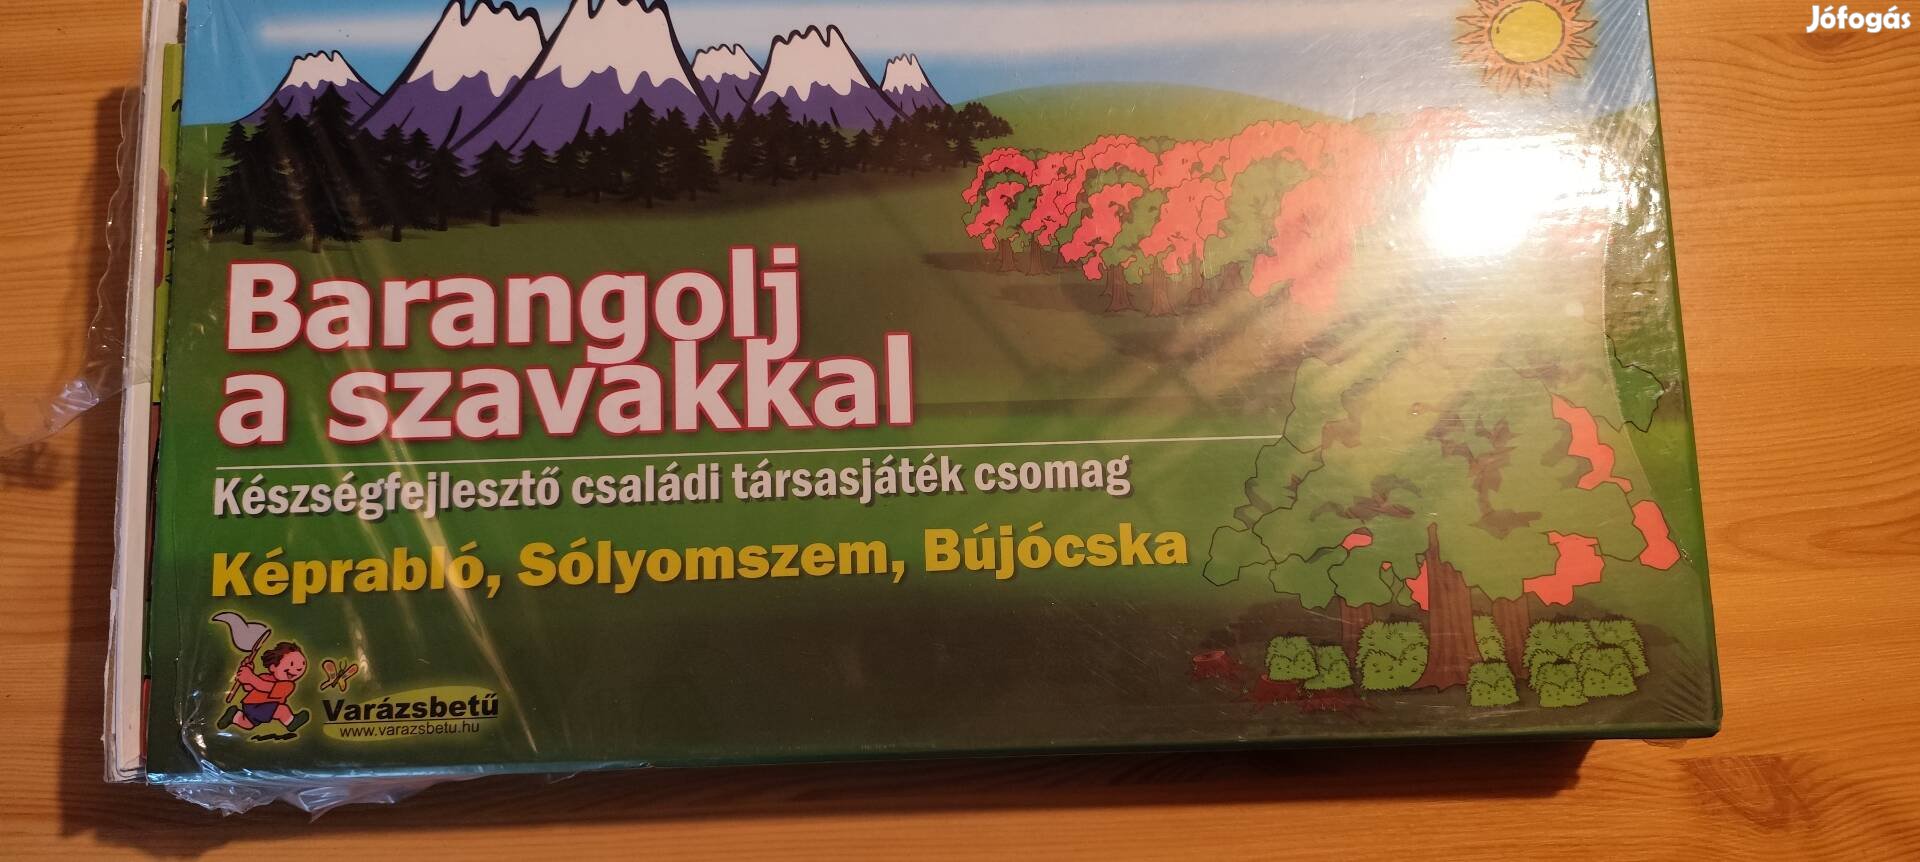 Jófogás
Barangolj
a szavakkal
Készségfejlesztő családi társasjáték csomag
Képrabló, Sólyomszem, Bújócska
Varázsbetű
www.varazsbetu.hu